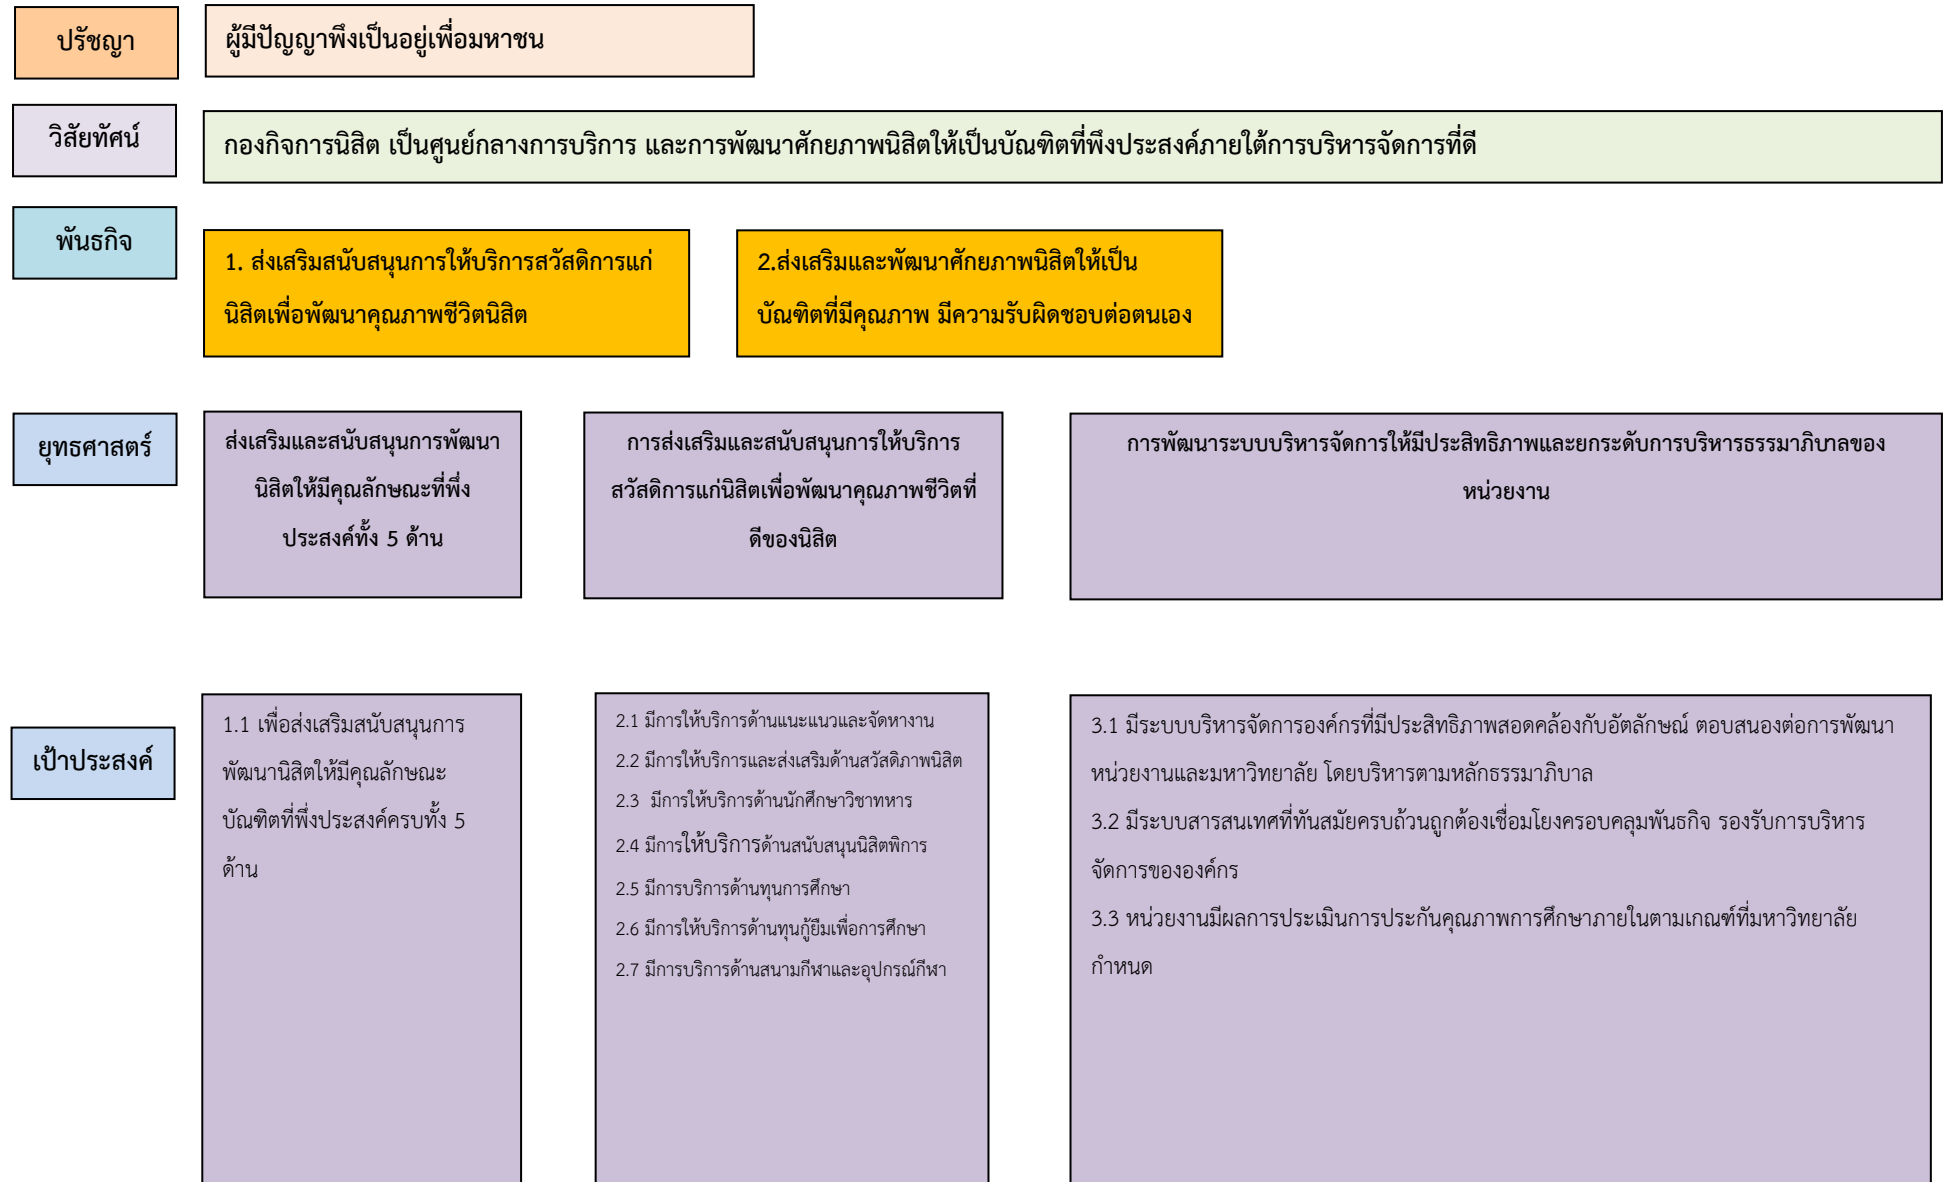 ปรัชญา
ผู้มีปัญญาพึงเป็นอยู่เพื่อมหาชน
วิสัยทัศน์
กองกิจการนิสิต เป็นศูนย์กลางการบริการ และการพัฒนาศักยภาพนิสิตให้เป็นบัณฑิตที่พึงประสงค์ภายใต้การบริหารจัดการที่ดี
พันธกิจ
1. ส่งเสริมสนับสนุนการให้บริการสวัสดิการแก่
นิสิตเพื่อพัฒนาคุณภาพชีวิตนิสิต
2.ส่งเสริมและพัฒนาศักยภาพนิสิตให้เป็น
บัณฑิตที่มีคุณภาพ มีความรับผิดชอบต่อตนเอง
ยุทธศาสตร์
ส่งเสริมและสนับสนุนการพัฒนา
นิสิตให้มีคุณลักษณะที่พึง
ประสงค์ทั้ง 5 ด้าน
การส่งเสริมและสนับสนุนการให้บริการ
สวัสดิการแก่นิสิตเพื่อพัฒนาคุณภาพชีวิตที่
ดีของนิสิต
การพัฒนาระบบบริหารจัดการให้มีประสิทธิภาพและยกระดับการบริหารธรรมาภิบาลของ
หน่วยงาน
เป้าประสงค์
1.1 เพื่อส่งเสริมสนับสนุนการ
พัฒนานิสิตให้มีคุณลักษณะ
บัณฑิตที่พึงประสงค์ครบทั้ง 5
ด้าน
2.1 มีการให้บริการด้านแนะแนวและจัดหางาน
2.2 มีการให้บริการและส่งเสริมด้านสวัสดิภาพนิสิต
2.3 มีการให้บริการด้านนักศึกษาวิชาทหาร
2.4 มีการให้บริการด้านสนับสนุนนิสิตพิการ
2.5 มีการบริการด้านทุนการศึกษา
2.6 มีการให้บริการด้านทุนกู้ยืมเพื่อการศึกษา
2.7 มีการบริการด้านสนามกีฬาและอุปกรณ์กีฬา
3.1 มีระบบบริหารจัดการองค์กรที่มีประสิทธิภาพสอดคล้องกับอัตลักษณ์ ตอบสนองต่อการพัฒนา
หน่วยงานและมหาวิทยาลัย โดยบริหารตามหลักธรรมาภิบาล
3.2 มีระบบสารสนเทศที่ทันสมัยครบถ้วนถูกต้องเชื่อมโยงครอบคลุมพันธกิจ รองรับการบริหาร
จัดการขององค์กร
3.3 หน่วยงานมีผลการประเมินการประกันคุณภาพการศึกษาภายในตามเกณฑ์ที่มหาวิทยาลัย
กำหนด